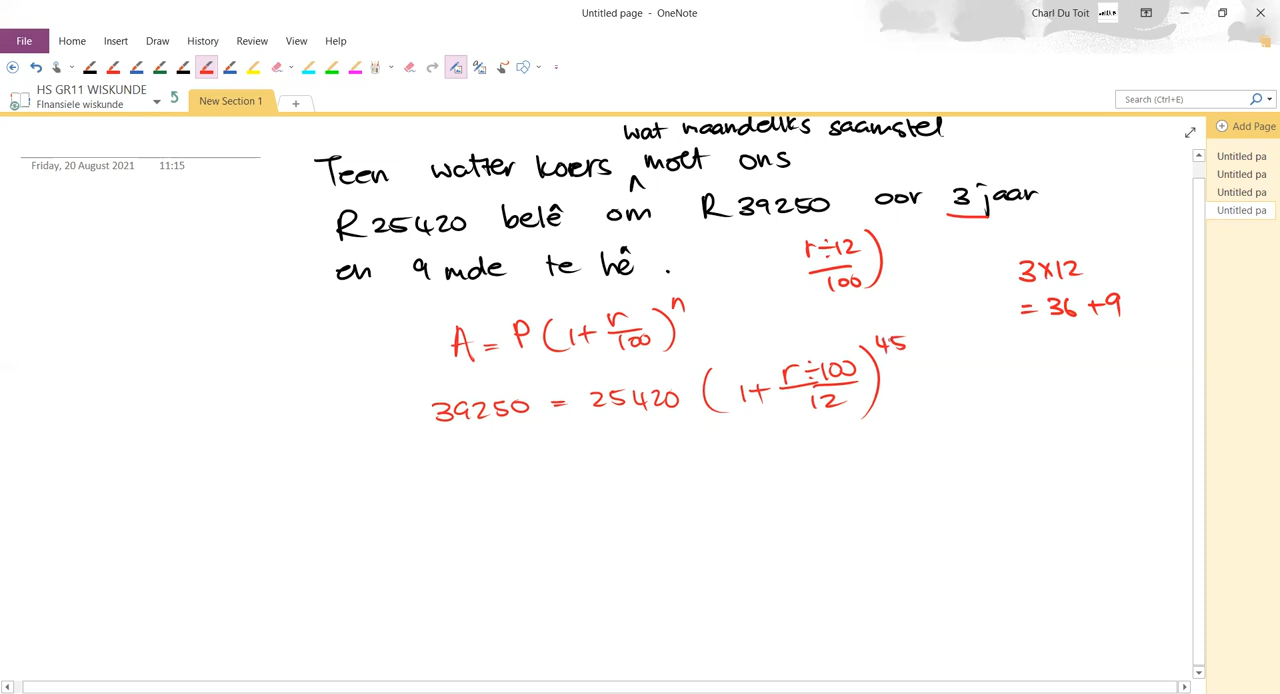 Untitled page - OneNote
Charl Du Toit
File Home Insert Draw History Review View Help
HS GR11 WISKUNDE
FInansiele wiskunde
New Section 1
+
Search (Ctrl+E)
Add Page
Untitled pa
Untitled pa
Untitled pa
Untitled pa
Friday, 20 August 2021 11:15
wat maandeliks saamstel
Teen watter koers ^ moet ons
R25420 belê om R39250 oor 3 jaar
en 9 mde te hê .
r÷12/100)
3×12
= 36 +9
A = P(1+r/100)^n
39250 = 25420 (1+r÷100/12)^45